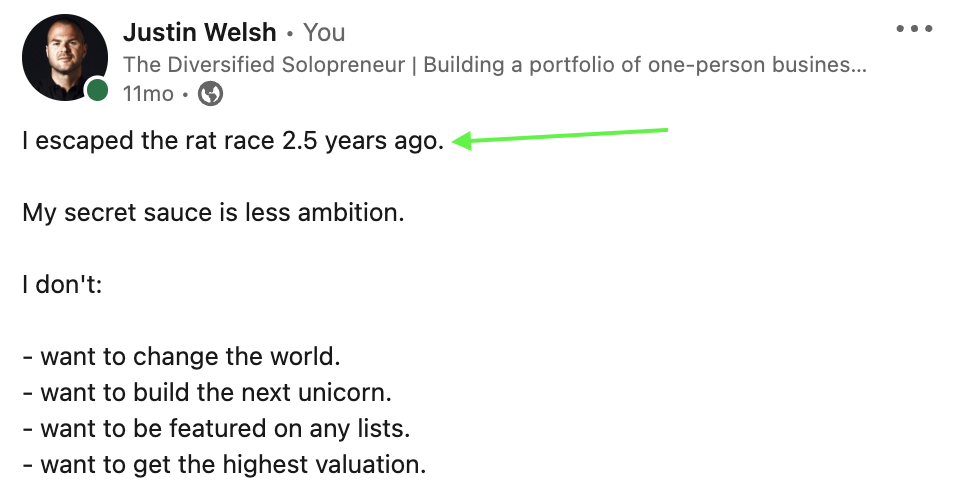 Justin Welsh • You
The Diversified Solopreneur | Building a portfolio of one-person busines...
11mo •
I escaped the rat race 2.5 years ago.
My secret sauce is less ambition.
I don't:
- want to change the world.
- want to build the next unicorn.
- want to be featured on any lists.
- want to get the highest valuation.